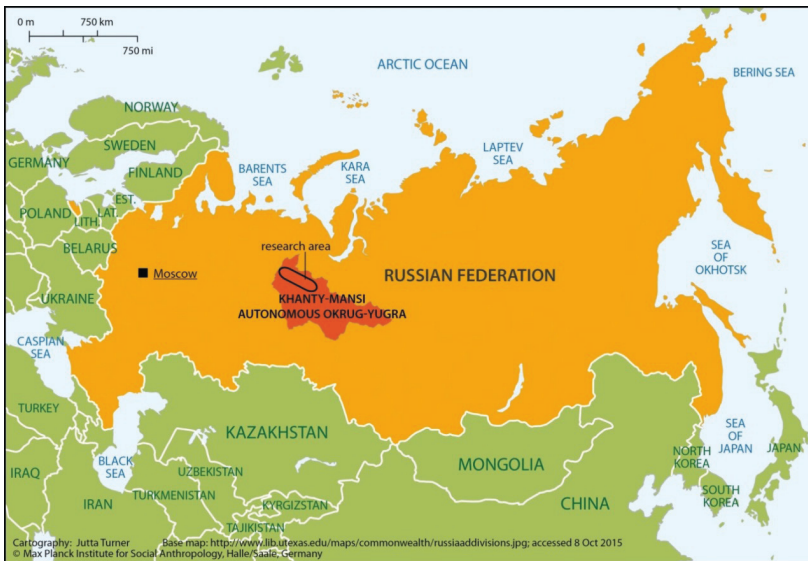 0 m
750 km
750 mi
ARCTIC OCEAN
BERING SEA
NORWAY
SWEDEN
FINLAND
GERMANY
BARENTS
SEA
KARA
SEA
LAPTEV
SEA
EST.
LAT.
LITH.
POLAND
BELARUS
UKRAINE
Moscow
research area
RUSSIAN FEDERATION
KHANTY-MANSI
AUTONOMOUS OKRUG-YUGRA
SEA
OF
OKHOTSK
CASPIAN
SEA
TURKEY
IRAQ
BLACK
SEA
IRAN
KAZAKHSTAN
UZBEKISTAN
TURKMENISTAN
KYRGIZSTAN
TAJIKISTAN
MONGOLIA
CHINA
NORTH
KOREA
SOUTH
KOREA
SEA
OF
JAPAN
JAPAN
Cartography: Jutta Turner Base map: http://www.lib.utexas.edu/maps/commonwealth/russiaaddivisions.jpg; accessed 8 Oct 2015
© Max Planck Institute for Social Anthropology, Halle/Saale, Germany